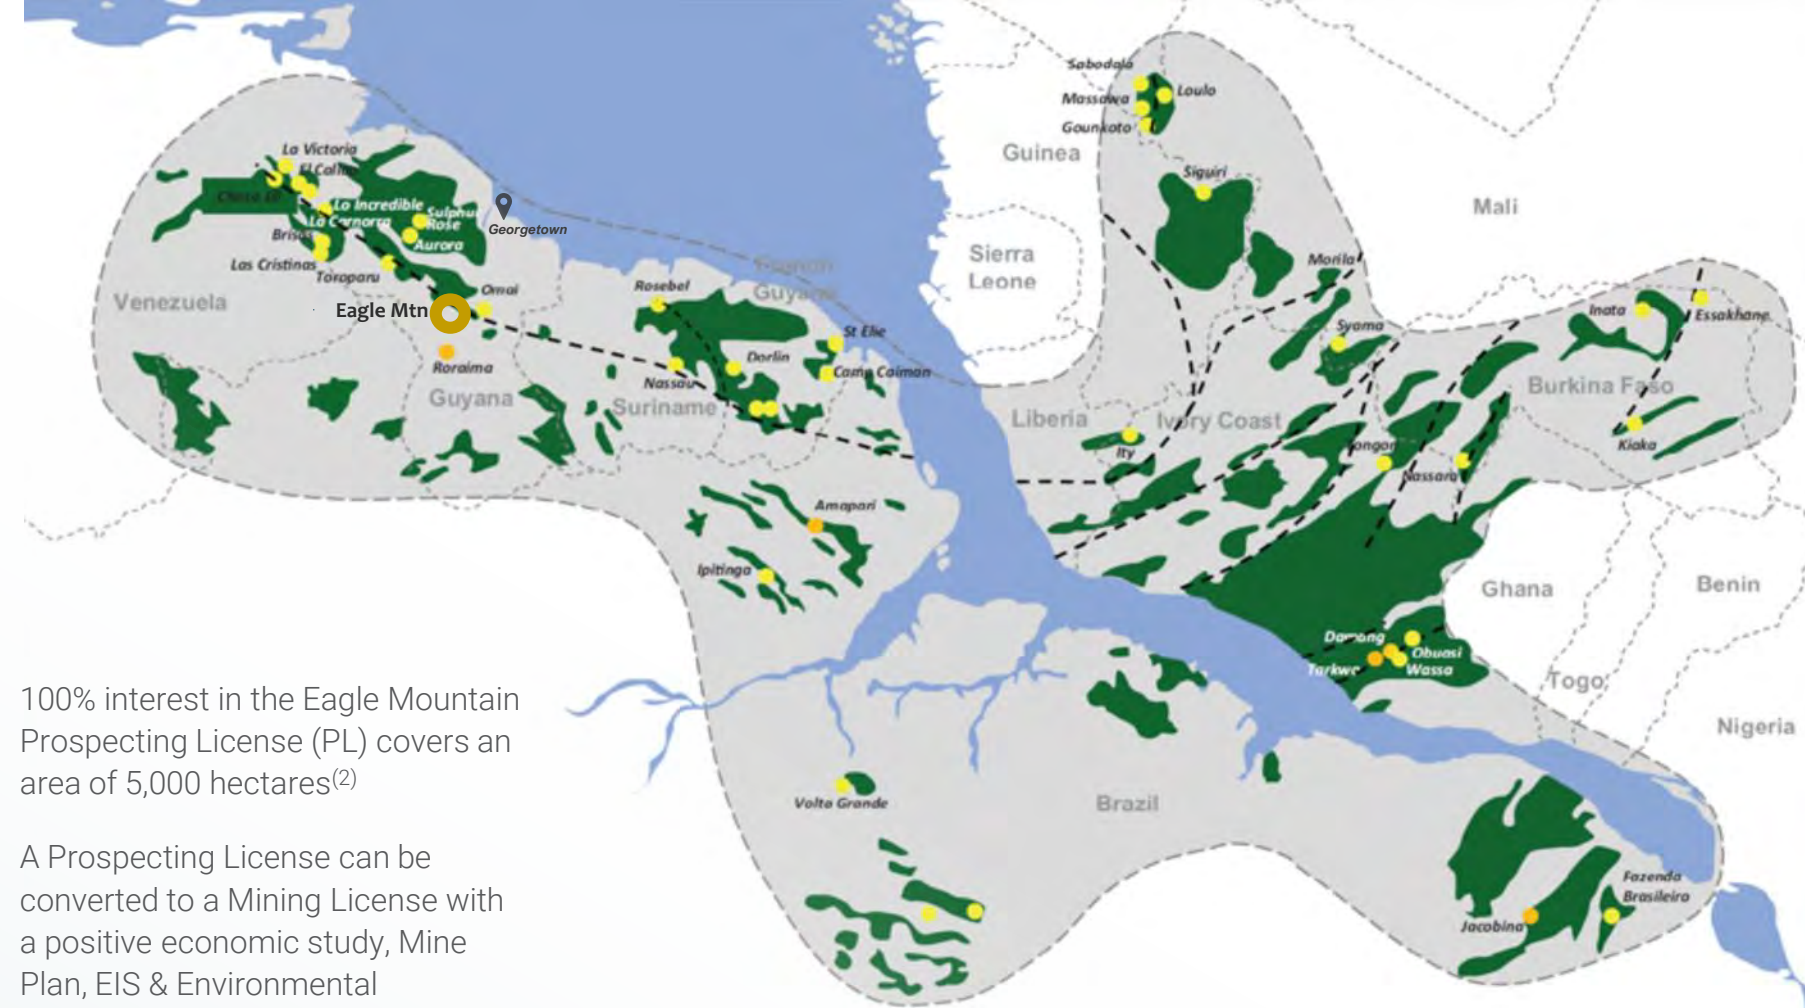 Sabodala
Massawa
Loulo
Gounkoto
Guinea
Siguiri
Mali
La Victoria
El Callao
Choco 10
Lo Incredible
La Camorra
Sulphur
Rose
Aurora
Brisas
Las Cristinas
Toroparu
Georgetown
Venezuela
Omai
Eagle Mtn
Roraima
Guyana
Rosebel
French
Guyana
St Elie
Dorlin
Camp Caiman
Nassau
Suriname
Sierra
Leone
Morila
Syama
Inata
Essakhane
Burkina Faso
Kiaka
Liberia
Ivory Coast
Ity
Tongon
Nassara
Amapari
Ipitinga
Ghana
Benin
Damang
Obuasi
Tarkwa
Wassa
Togo
Nigeria
Volta Grande
Brazil
Fazenda
Brasileiro
Jacobina
100% interest in the Eagle Mountain
Prospecting License (PL) covers an
area of 5,000 hectares(2)
A Prospecting License can be
converted to a Mining License with
a positive economic study, Mine
Plan, EIS & Environmental